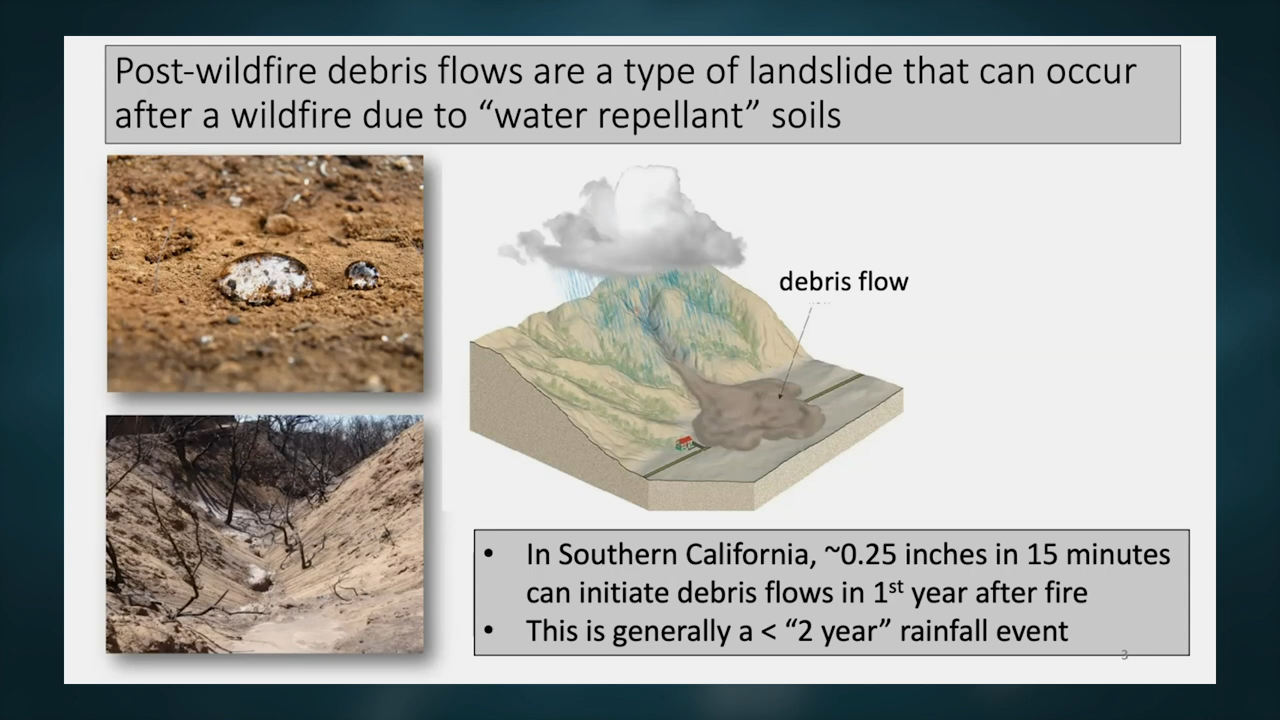 Post-wildfire debris flows are a type of landslide that can occur
after a wildfire due to “water repellant” soils
debris flow
• In Southern California, ~0.25 inches in 15 minutes
can initiate debris flows in 1st year after fire
• This is generally a < “2 year” rainfall event
3